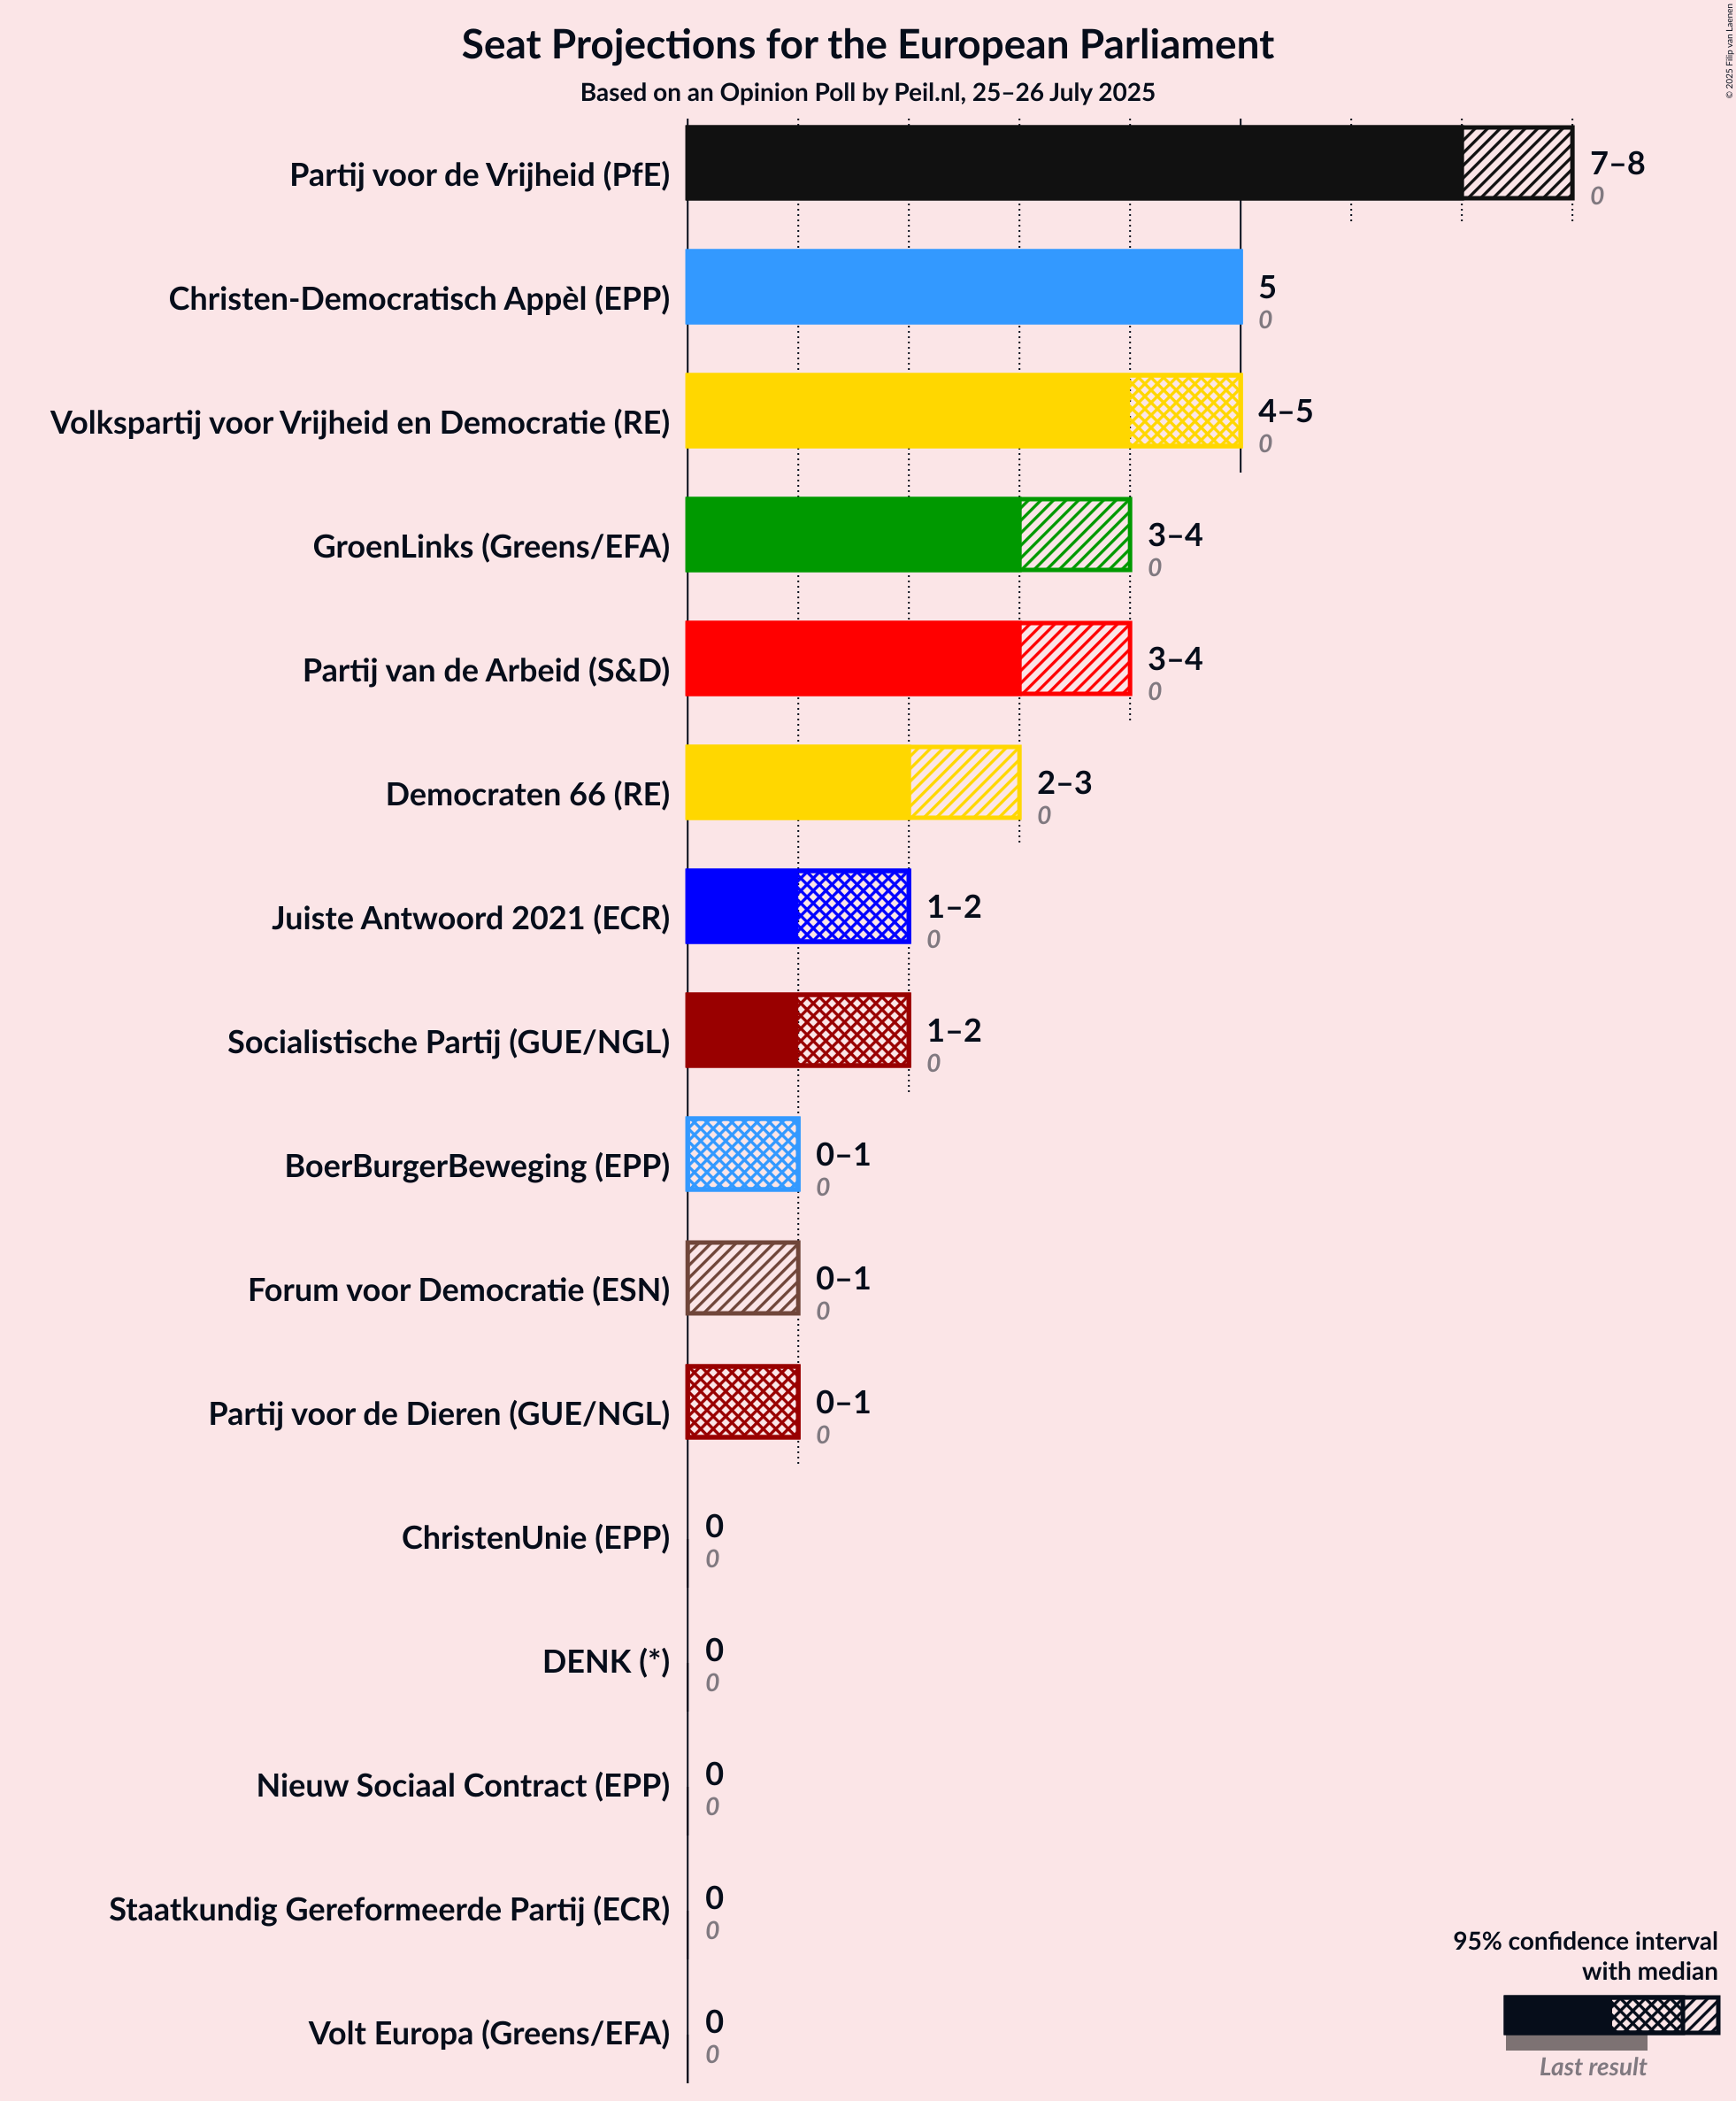 Seat Projections for the European Parliament
Based on an Opinion Poll by Peil.nl, 25–26 July 2025
© 2025 Filip van Laenen
Partij voor de Vrijheid (PfE)
7–8
0
Christen-Democratisch Appèl (EPP)
5
0
Volkspartij voor Vrijheid en Democratie (RE)
4–5
0
GroenLinks (Greens/EFA)
3–4
0
Partij van de Arbeid (S&D)
3–4
0
Democraten 66 (RE)
2–3
0
Juiste Antwoord 2021 (ECR)
1–2
0
Socialistische Partij (GUE/NGL)
1–2
0
BoerBurgerBeweging (EPP)
0–1
0
Forum voor Democratie (ESN)
0–1
0
Partij voor de Dieren (GUE/NGL)
0–1
0
ChristenUnie (EPP)
0
0
DENK (*)
0
0
Nieuw Sociaal Contract (EPP)
0
0
Staatkundig Gereformeerde Partij (ECR)
0
0
Volt Europa (Greens/EFA)
0
0
95% confidence interval
with median
Last result